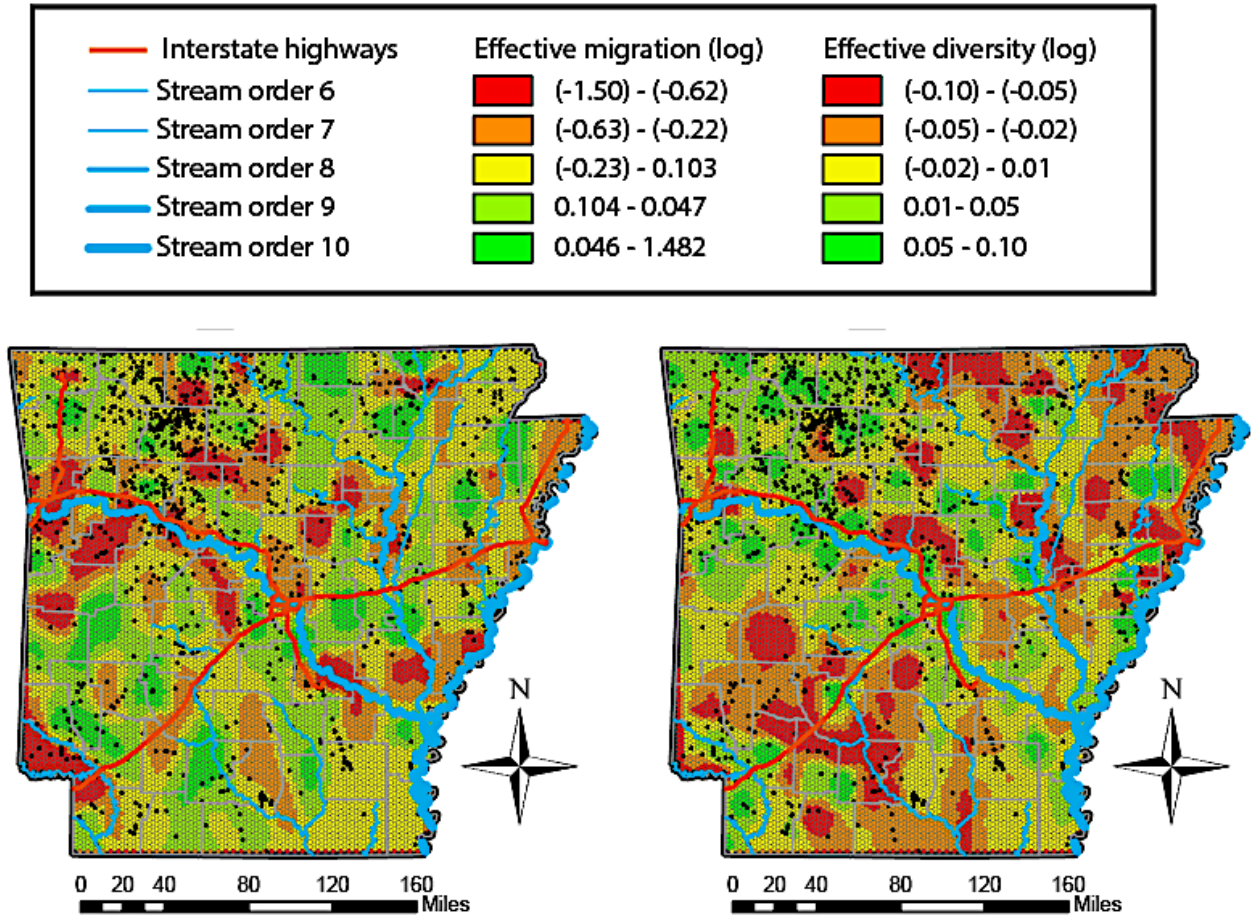 Interstate highways
Stream order 6
Stream order 7
Stream order 8
Stream order 9
Stream order 10
Effective migration (log)
(-1.50) - (-0.62)
(-0.63) - (-0.22)
(-0.23) - 0.103
0.104 - 0.047
0.046 - 1.482
Effective diversity (log)
(-0.10) - (-0.05)
(-0.05) - (-0.02)
(-0.02) - 0.01
0.01- 0.05
0.05 - 0.10
N
0 20 40 80 120 160
Miles
N
0 20 40 80 120 160
Miles